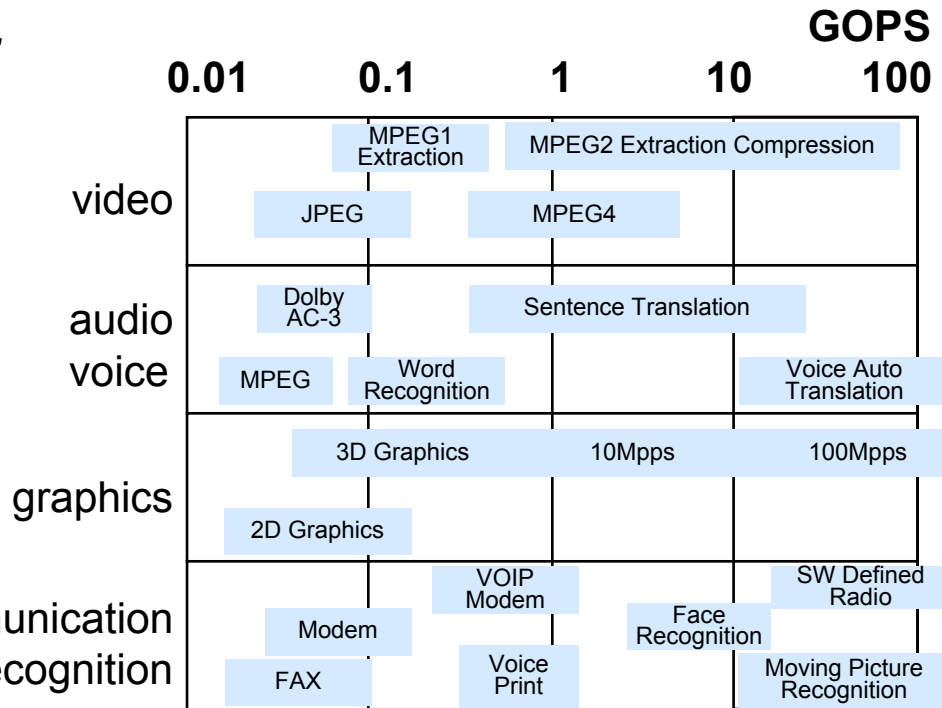 GOPS
0.01 0.1 1 10 100
video
MPEG1
Extraction
MPEG2 Extraction Compression
JPEG
MPEG4
audio
voice
Dolby
AC-3
Sentence Translation
MPEG
Word
Recognition
Voice Auto
Translation
graphics
3D Graphics 10Mpps 100Mpps
2D Graphics
unication
ecognition
VOIP
Modem
SW Defined
Radio
Modem
Face
Recognition
FAX
Voice
Print
Moving Picture
Recognition